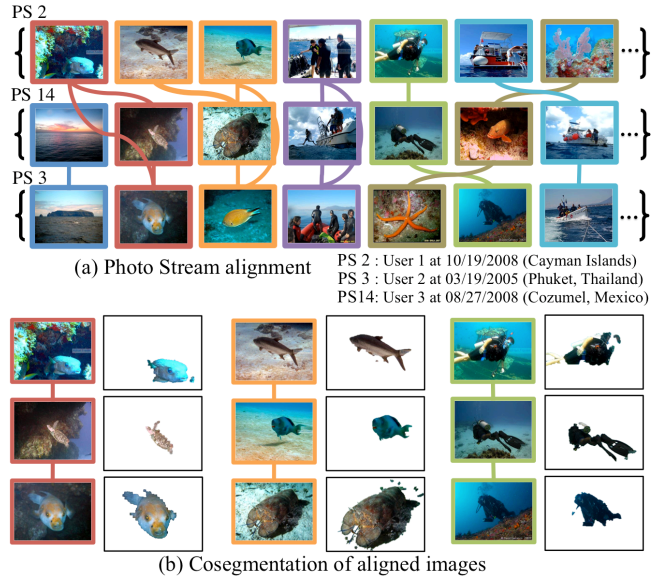 PS 2
PS 14
PS 3
(a) Photo Stream alignment
PS 2 : User 1 at 10/19/2008 (Cayman Islands)
PS 3 : User 2 at 03/19/2005 (Phuket, Thailand)
PS14: User 3 at 08/27/2008 (Cozumel, Mexico)
(b) Cosegmentation of aligned images